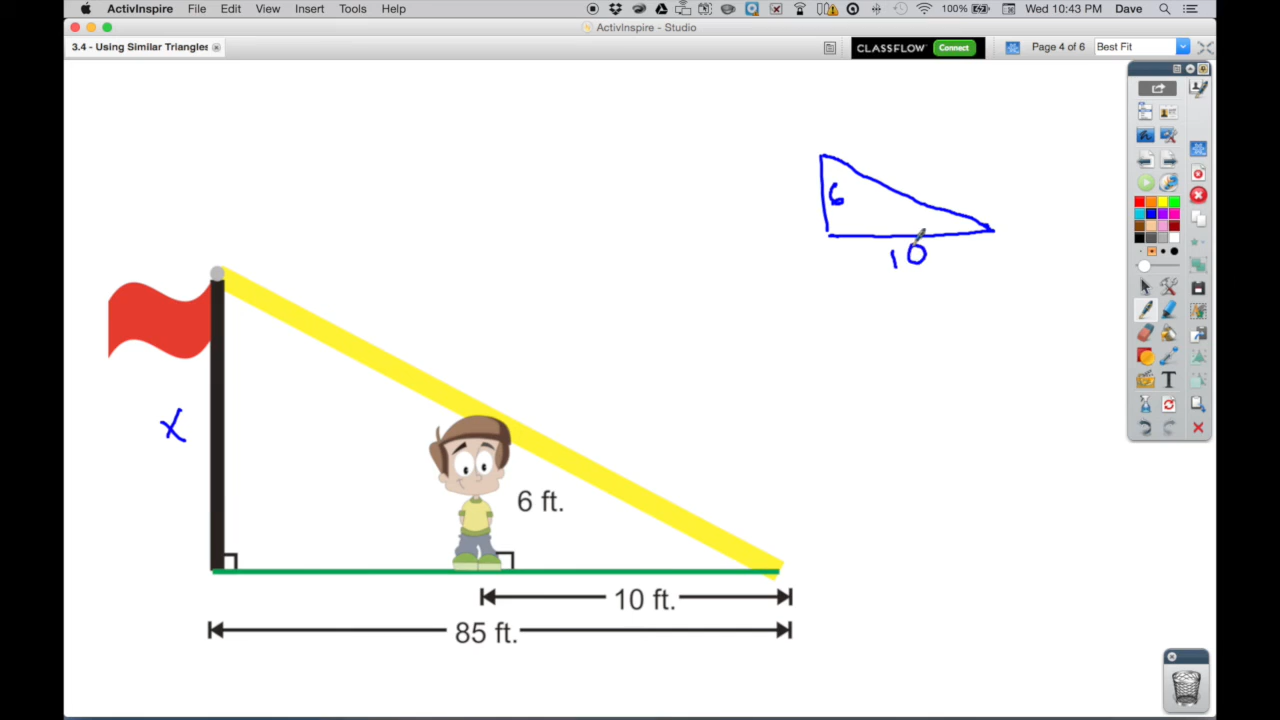 ActivInspire File Edit View Insert Tools Help 100% Wed 10:43 PM Dave
ActivInspire - Studio
3.4 - Using Similar Triangles
CLASSFLOW Connect
Page 4 of 6
Best Fit
6
10
X
6 ft.
10 ft.
85 ft.
T